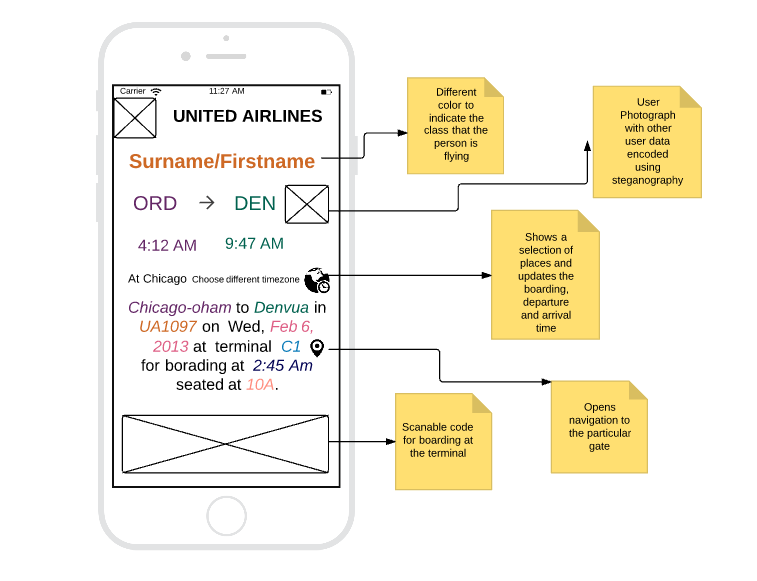 Carrier 11:27 AM
UNITED AIRLINES
Surname/Firstname
ORD → DEN
4:12 AM 9:47 AM
At Chicago Choose different timezone
Chicago-oham to Denvua in
UA1097 on Wed, Feb 6,
2013 at terminal C1
for borading at 2:45 Am
seated at 10A.
Different
color to
indicate the
class that the
person is
flying
User
Photograph
with other
user data
encoded
using
steganography
Shows a
selection of
places and
updates the
boarding,
departure
and arrival
time
Opens
navigation to
the particular
gate
Scanable code
for boarding at
the terminal